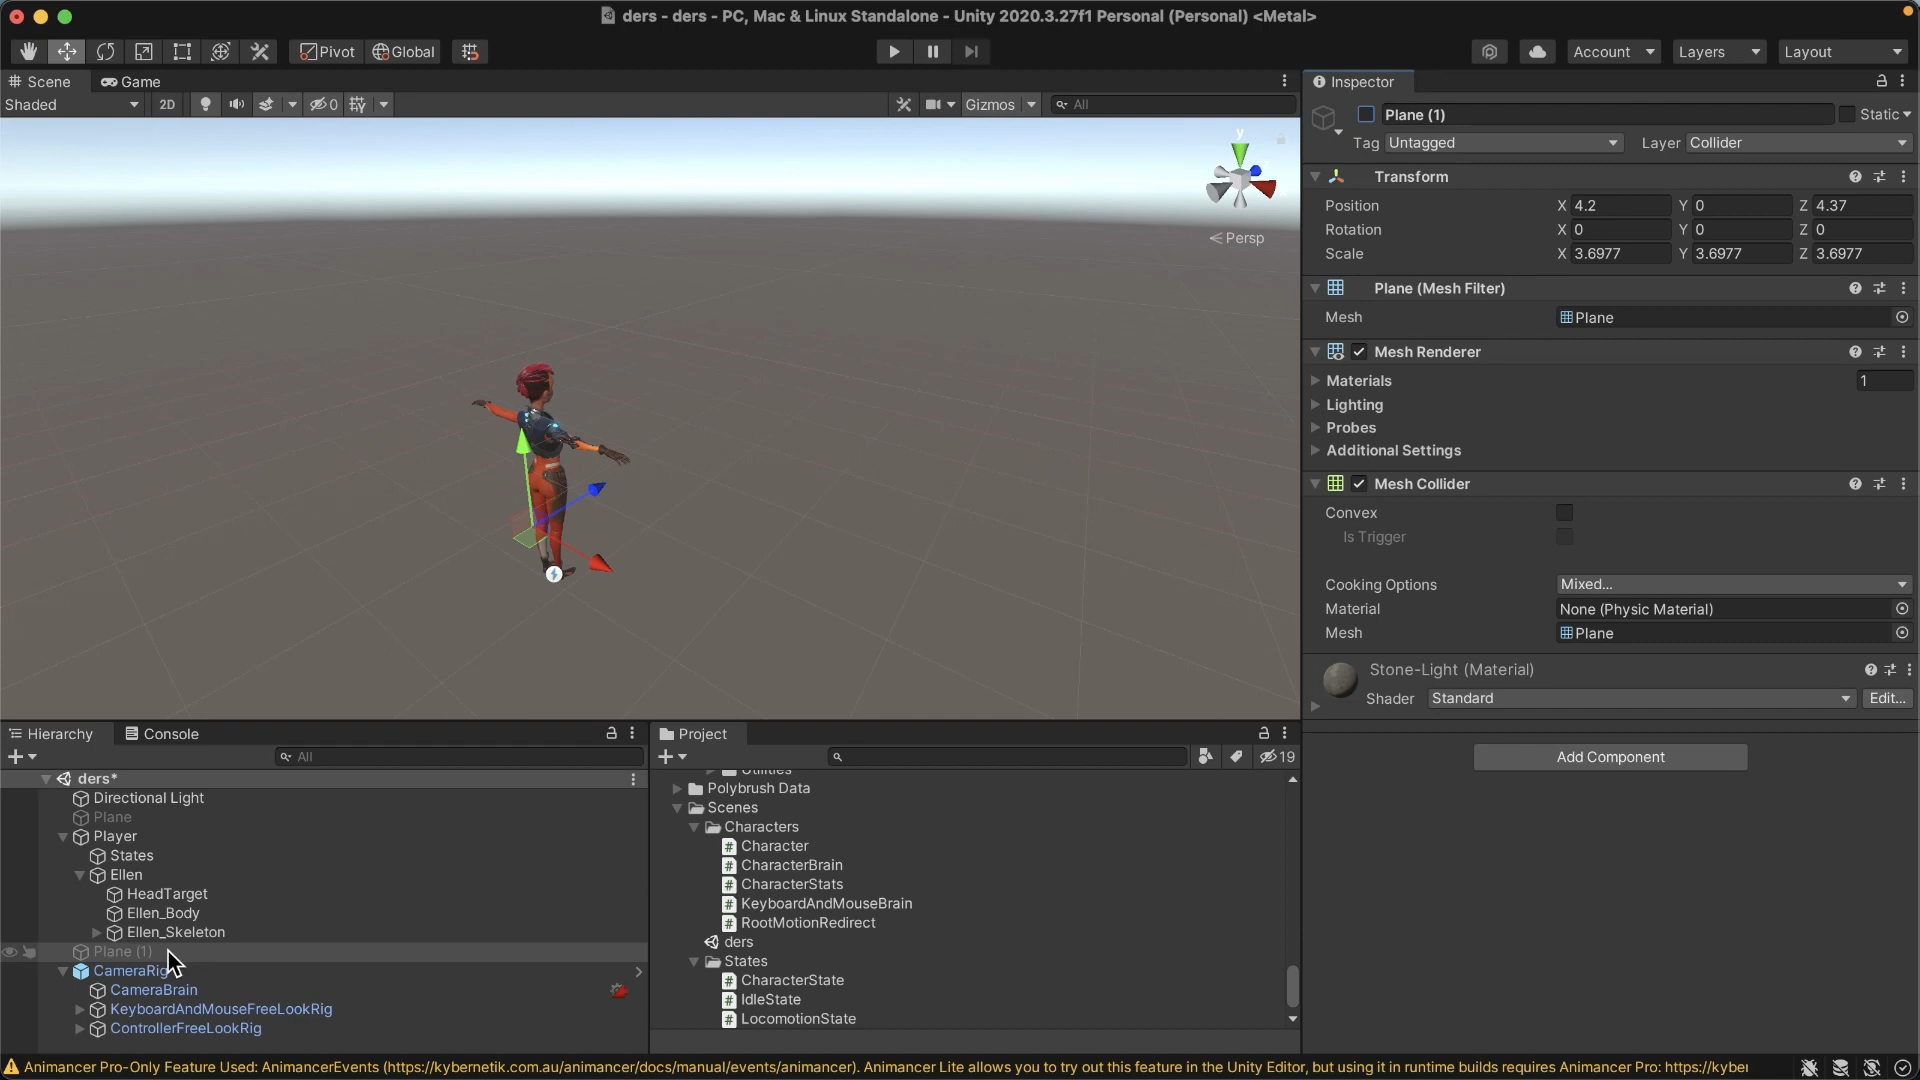 ders - ders - PC, Mac & Linux Standalone - Unity 2020.3.27f1 Personal (Personal) <Metal>
Pivot Global Account Layers Layout
Scene Game
Shaded 2D 0 Gizmos All
y
Persp
Inspector
Plane (1) Static
Tag Untagged Layer Collider
Transform
Position X 4.2 Y 0 Z 4.37
Rotation X 0 Y 0 Z 0
Scale X 3.6977 Y 3.6977 Z 3.6977
Plane (Mesh Filter)
Mesh Plane
Mesh Renderer
Materials 1
Lighting
Probes
Additional Settings
Mesh Collider
Convex
Is Trigger
Cooking Options Mixed...
Material None (Physic Material)
Mesh Plane
Stone-Light (Material)
Shader Standard Edit...
Add Component
Hierarchy Console
All
ders*
Directional Light
Plane
Player
States
Ellen
HeadTarget
Ellen_Body
Ellen_Skeleton
Plane (1)
CameraRig
CameraBrain
KeyboardAndMouseFreeLookRig
ControllerFreeLookRig
Project
19
Utilities
Polybrush Data
Scenes
Characters
# Character
# CharacterBrain
# CharacterStats
# KeyboardAndMouseBrain
# RootMotionRedirect
ders
States
# CharacterState
# IdleState
# LocomotionState
Animancer Pro-Only Feature Used: AnimancerEvents (https://kybernetik.com.au/animancer/docs/manual/events/animancer). Animancer Lite allows you to try out this feature in the Unity Editor, but using it in runtime builds requires Animancer Pro: https://kyber